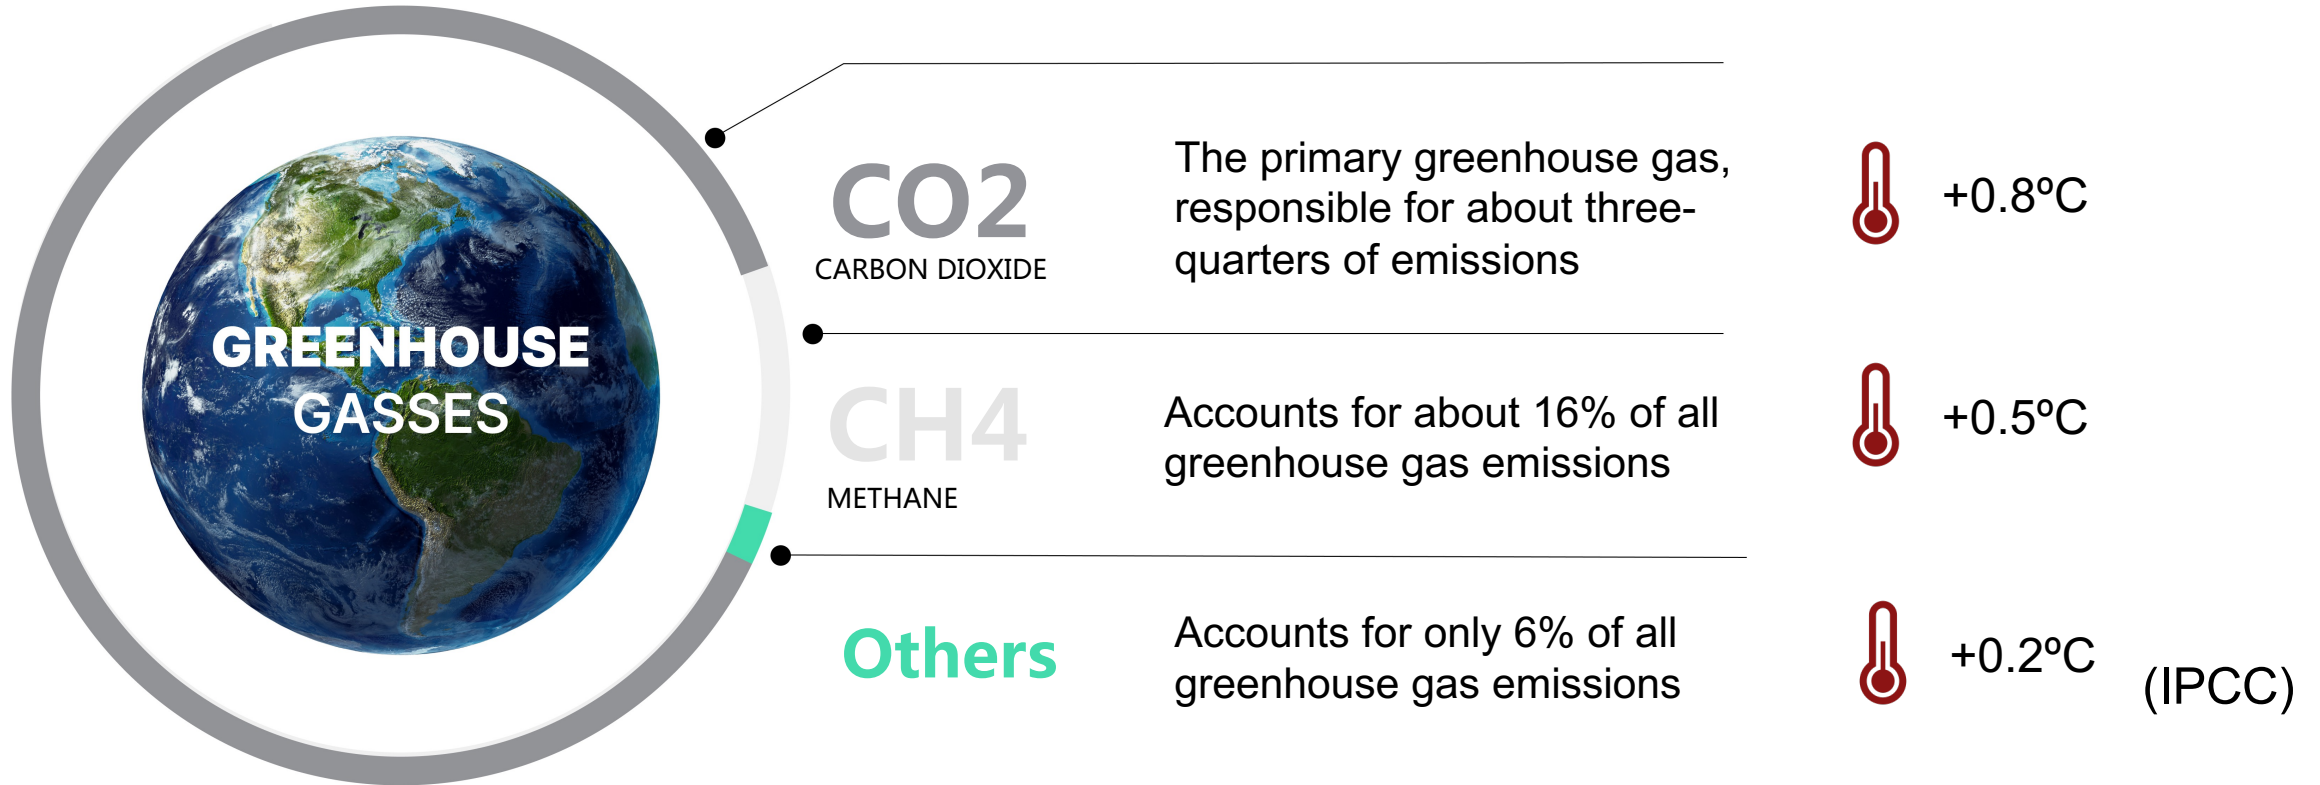 GREENHOUSE
GASSES
CO2
CARBON DIOXIDE
The primary greenhouse gas,
responsible for about three-
quarters of emissions
+0.8ºC
CH4
METHANE
Accounts for about 16% of all
greenhouse gas emissions
+0.5ºC
Others
Accounts for only 6% of all
greenhouse gas emissions
+0.2ºC
(IPCC)